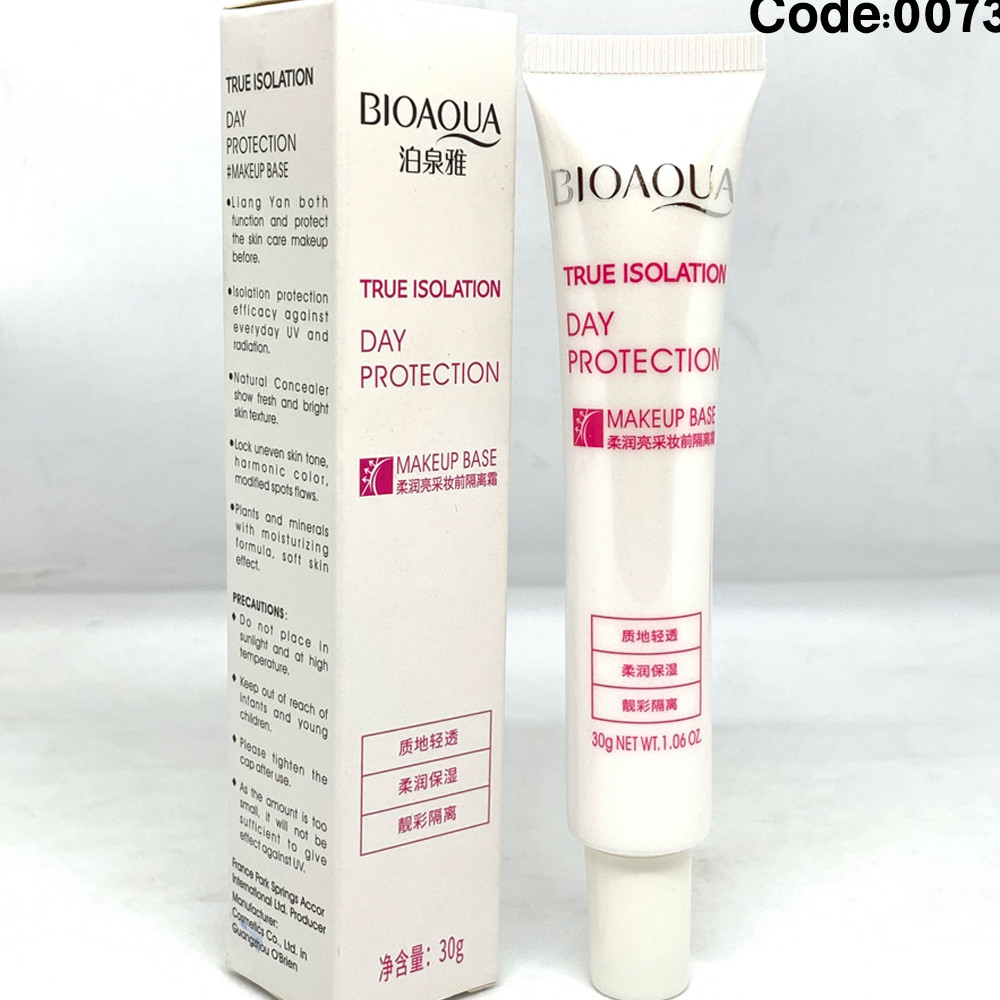 Code:0073
TRUE ISOLATION
DAY
PROTECTION
#MAKEUP BASE
•Liang Yan both
function and protect
the skin care makeup
before.
•Isolation protection
efficacy against
everyday UV and
radiation.
•Natural Concealer
show fresh and bright
skin texture.
•Lock uneven skin tone,
harmonic color,
modified spots flaws.
•Plants and minerals
with moisturizing
formula, soft skin
effect.
PRECAUTIONS:
♦ Do not place in
sunlight and at high
temperature.
♦ Keep out of reach of
infants and young
children.
♦ Please tighten the
cap after use.
♦ As the amount is too
small, it will not be
sufficient to give
effect against UV.
France Park Springs Accor
International Ltd. Producer
Manufacturer:
Cosmetics Co., Ltd. in
Guangzhou O'Brien
BIOAQUA
泊泉雅
TRUE ISOLATION
DAY
PROTECTION
MAKEUP BASE
柔润亮采妆前隔离霜
质地轻透
柔润保湿
靓彩隔离
净含量：30g
BIOAQUA
TRUE ISOLATION
DAY
PROTECTION
MAKEUP BASE
柔润亮采妆前隔离霜
质地轻透
柔润保湿
靓彩隔离
30g NET WT.1.06 OZ.